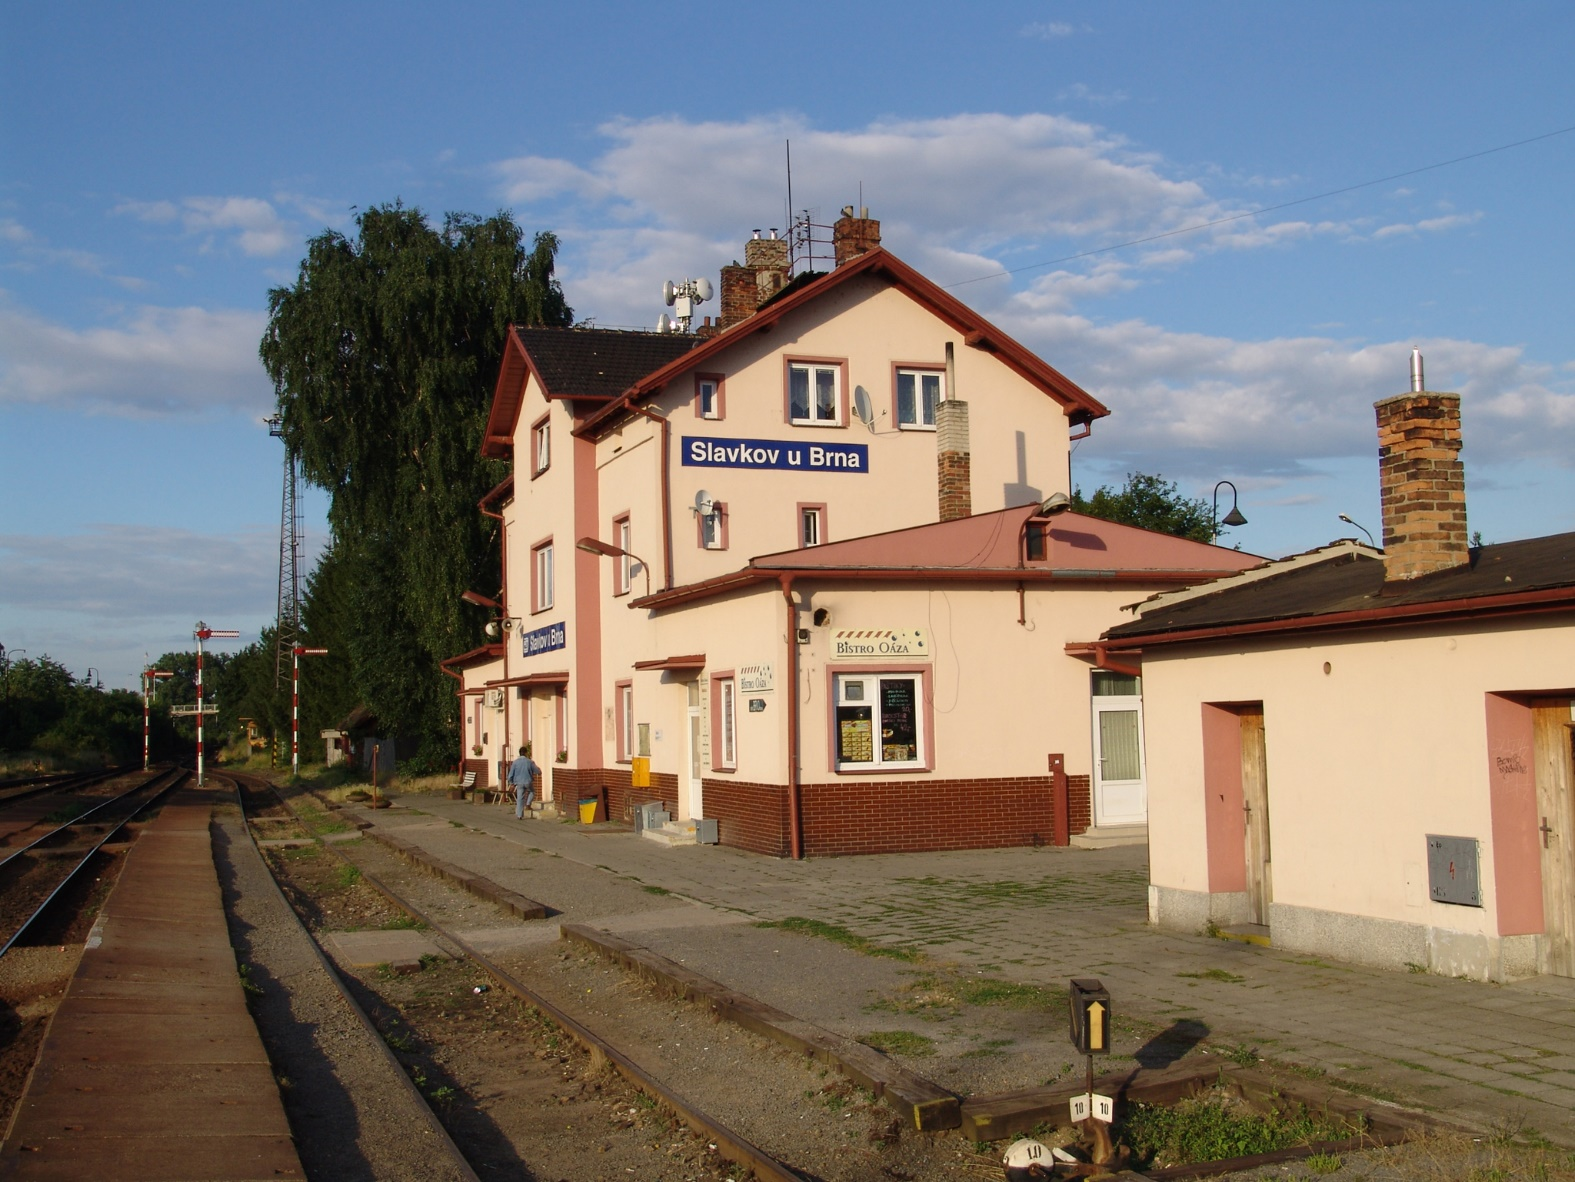 Slavkov u Brna
Slavkov u Brna
BISTRO OÁZA
BISTRO OÁZA
10 10